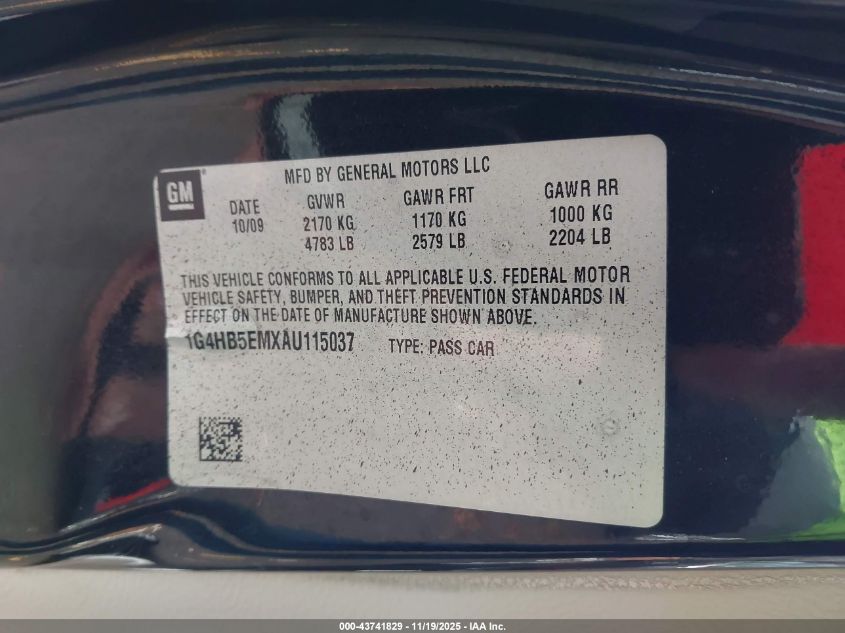 GM
MFD BY GENERAL MOTORS LLC
DATE GVWR GAWR FRT GAWR RR
10/09 2170 KG 1170 KG 1000 KG
4783 LB 2579 LB 2204 LB
THIS VEHICLE CONFORMS TO ALL APPLICABLE U.S. FEDERAL MOTOR
VEHICLE SAFETY, BUMPER, AND THEFT PREVENTION STANDARDS IN
EFFECT ON THE DATE OF MANUFACTURE SHOWN ABOVE.
1G4HB5EMXAU115037 TYPE: PASS CAR
000-43741829 - 11/19/2025 - IAA Inc.